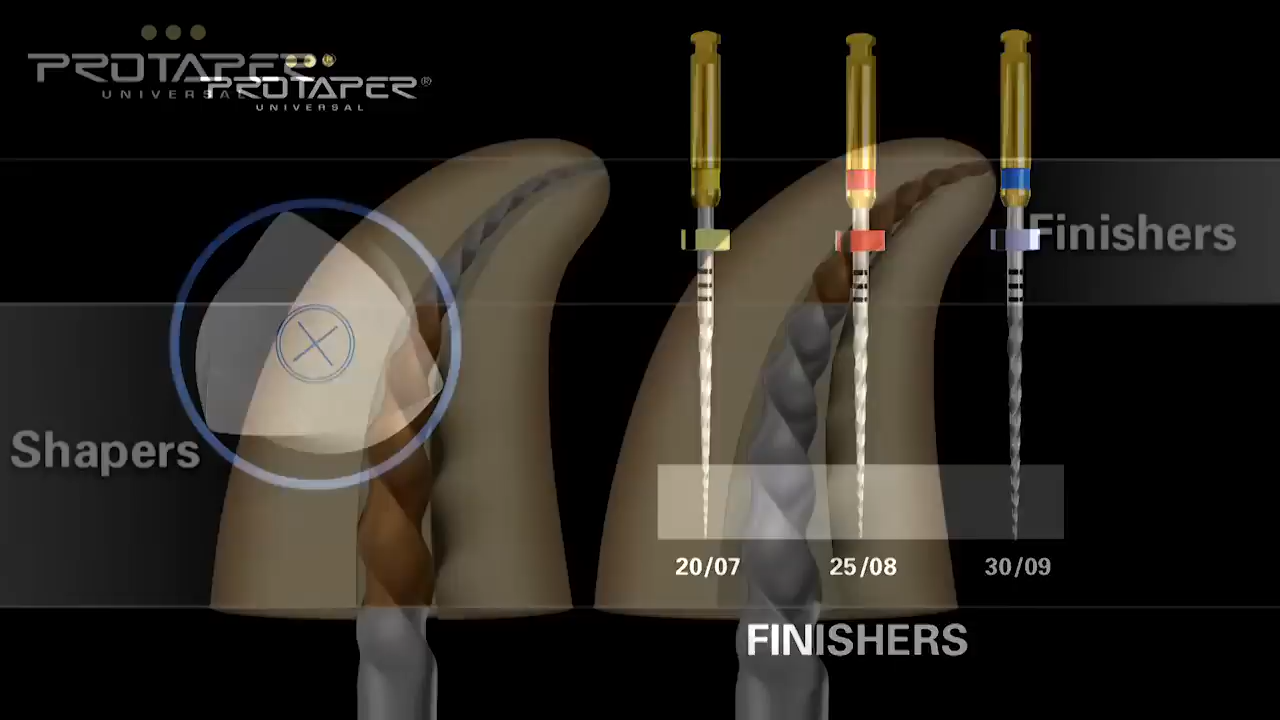 PROTAPER
UNIVERSAL
PROTAPER®
UNIVERSAL
Finishers
Shapers
20/07 25/08 30/09
FINISHERS